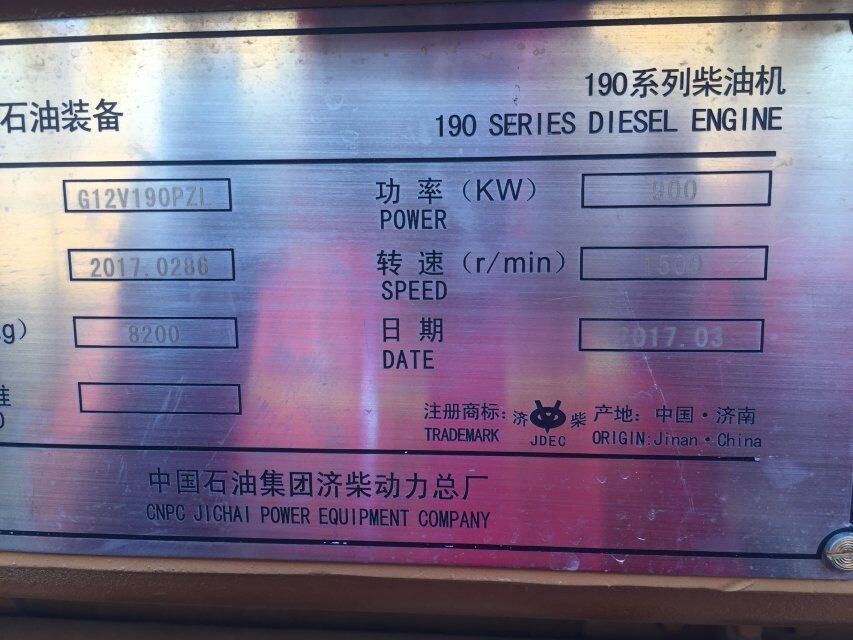 石油装备
190系列柴油机
190 SERIES DIESEL ENGINE
G12V190PZL
功 率（KW） 900
POWER
2017.0286
转 速（r/min） 1500
SPEED
g） 8200
日 期 2017.03
DATE
准
注册商标: 济 柴 产地: 中国·济南
TRADEMARK JDEC ORIGIN:Jinan·China
中国石油集团济柴动力总厂
CNPC JICHAI POWER EQUIPMENT COMPANY